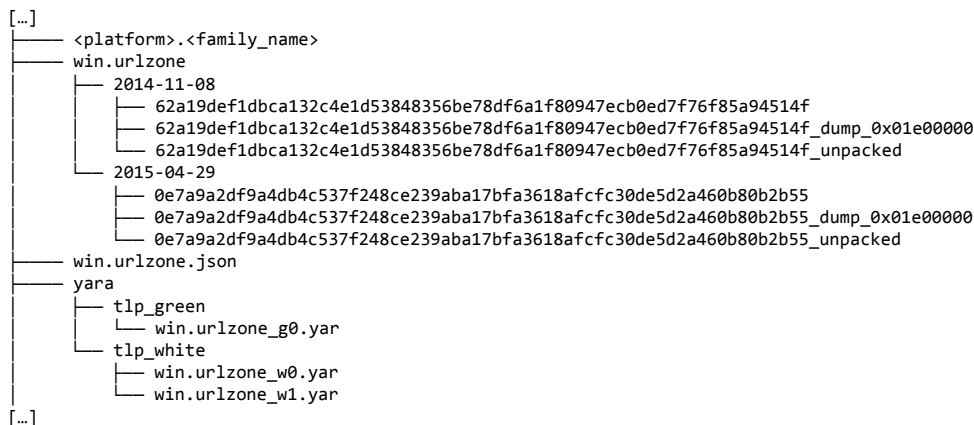 […]
├──── <platform>.<family_name>
├──── win.urlzone
│     ├── 2014-11-08
│     │   ├── 62a19def1dbca132c4e1d53848356be78df6a1f80947ecb0ed7f76f85a94514f
│     │   ├── 62a19def1dbca132c4e1d53848356be78df6a1f80947ecb0ed7f76f85a94514f_dump_0x01e00000
│     │   └── 62a19def1dbca132c4e1d53848356be78df6a1f80947ecb0ed7f76f85a94514f_unpacked
│     └── 2015-04-29
│         ├── 0e7a9a2df9a4db4c537f248ce239aba17bfa3618afcfc30de5d2a460b80b2b55
│         ├── 0e7a9a2df9a4db4c537f248ce239aba17bfa3618afcfc30de5d2a460b80b2b55_dump_0x01e00000
│         └── 0e7a9a2df9a4db4c537f248ce239aba17bfa3618afcfc30de5d2a460b80b2b55_unpacked
├──── win.urlzone.json
├──── yara
│     ├── tlp_green
│     │   └── win.urlzone_g0.yar
│     └── tlp_white
│         ├── win.urlzone_w0.yar
│         └── win.urlzone_w1.yar
[…]